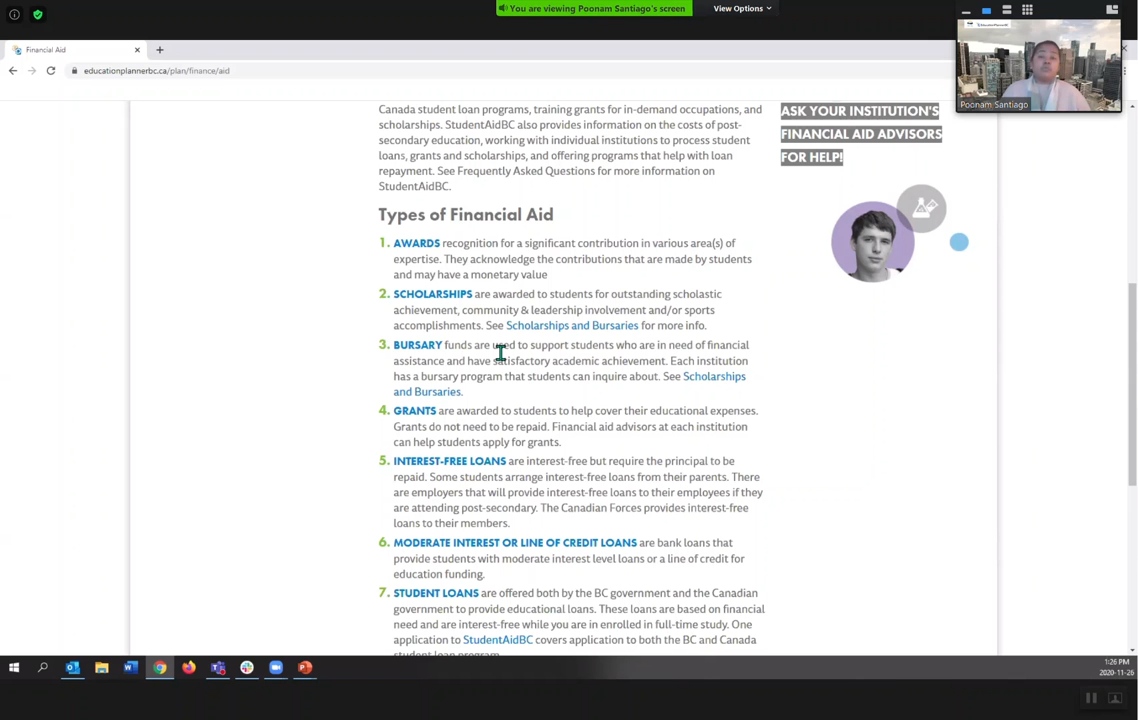 You are viewing Poonam Santiago's screen
View Options
Financial Aid
educationplannerbc.ca/plan/finance/aid
Poonam Santiago
Canada student loan programs, training grants for in-demand occupations, and
scholarships. StudentAidBC also provides information on the costs of post-
secondary education, working with individual institutions to process student
loans, grants and scholarships, and offering programs that help with loan
repayment. See Frequently Asked Questions for more information on
StudentAidBC.
ASK YOUR INSTITUTION'S
FINANCIAL AID ADVISORS
FOR HELP!
Types of Financial Aid
1. AWARDS recognition for a significant contribution in various area(s) of
expertise. They acknowledge the contributions that are made by students
and may have a monetary value
2. SCHOLARSHIPS are awarded to students for outstanding scholastic
achievement, community & leadership involvement and/or sports
accomplishments. See Scholarships and Bursaries for more info.
3. BURSARY funds are used to support students who are in need of financial
assistance and have satisfactory academic achievement. Each institution
has a bursary program that students can inquire about. See Scholarships
and Bursaries.
4. GRANTS are awarded to students to help cover their educational expenses.
Grants do not need to be repaid. Financial aid advisors at each institution
can help students apply for grants.
5. INTEREST-FREE LOANS are interest-free but require the principal to be
repaid. Some students arrange interest-free loans from their parents. There
are employers that will provide interest-free loans to their employees if they
are attending post-secondary. The Canadian Forces provides interest-free
loans to their members.
6. MODERATE INTEREST OR LINE OF CREDIT LOANS are bank loans that
provide students with moderate interest level loans or a line of credit for
education funding.
7. STUDENT LOANS are offered both by the BC government and the Canadian
government to provide educational loans. These loans are based on financial
need and are interest-free while you are in enrolled in full-time study. One
application to StudentAidBC covers application to both the BC and Canada
student loan program
1:26 PM
2020-11-26